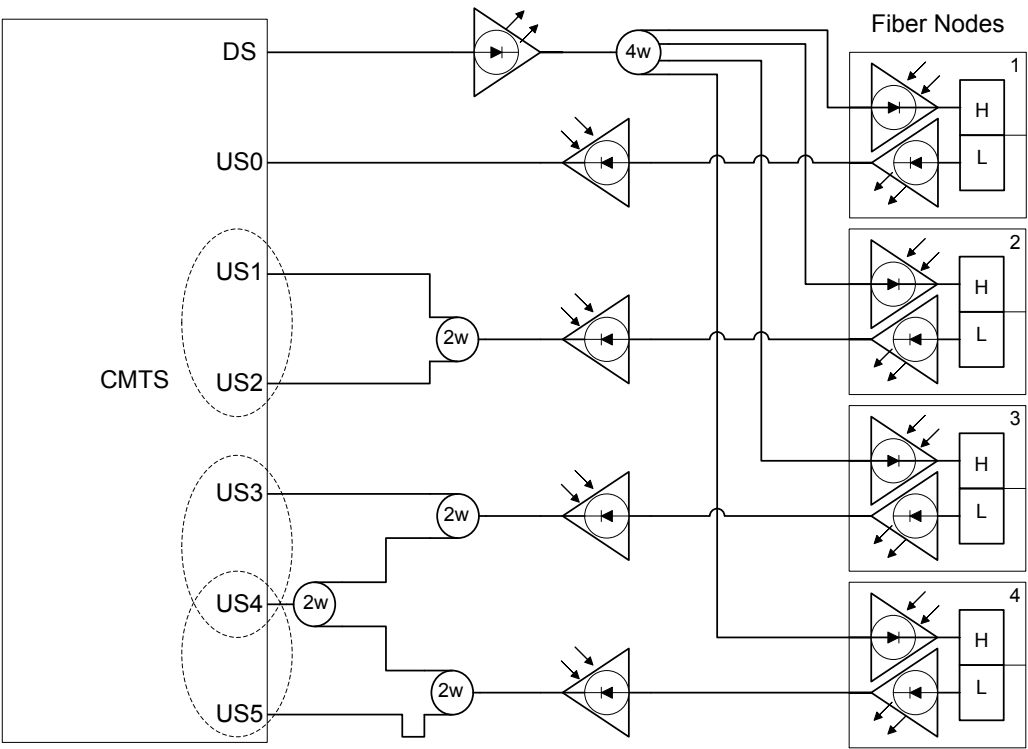 Fiber Nodes
DS
4w
1
H
L
US0
2
H
L
US1
2w
CMTS
US2
3
H
L
US3
2w
4
H
L
US4
2w
2w
US5